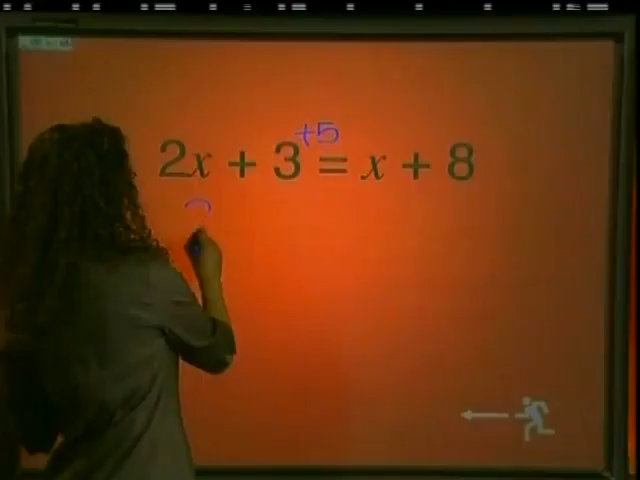 +5
2x + 3 = x + 8